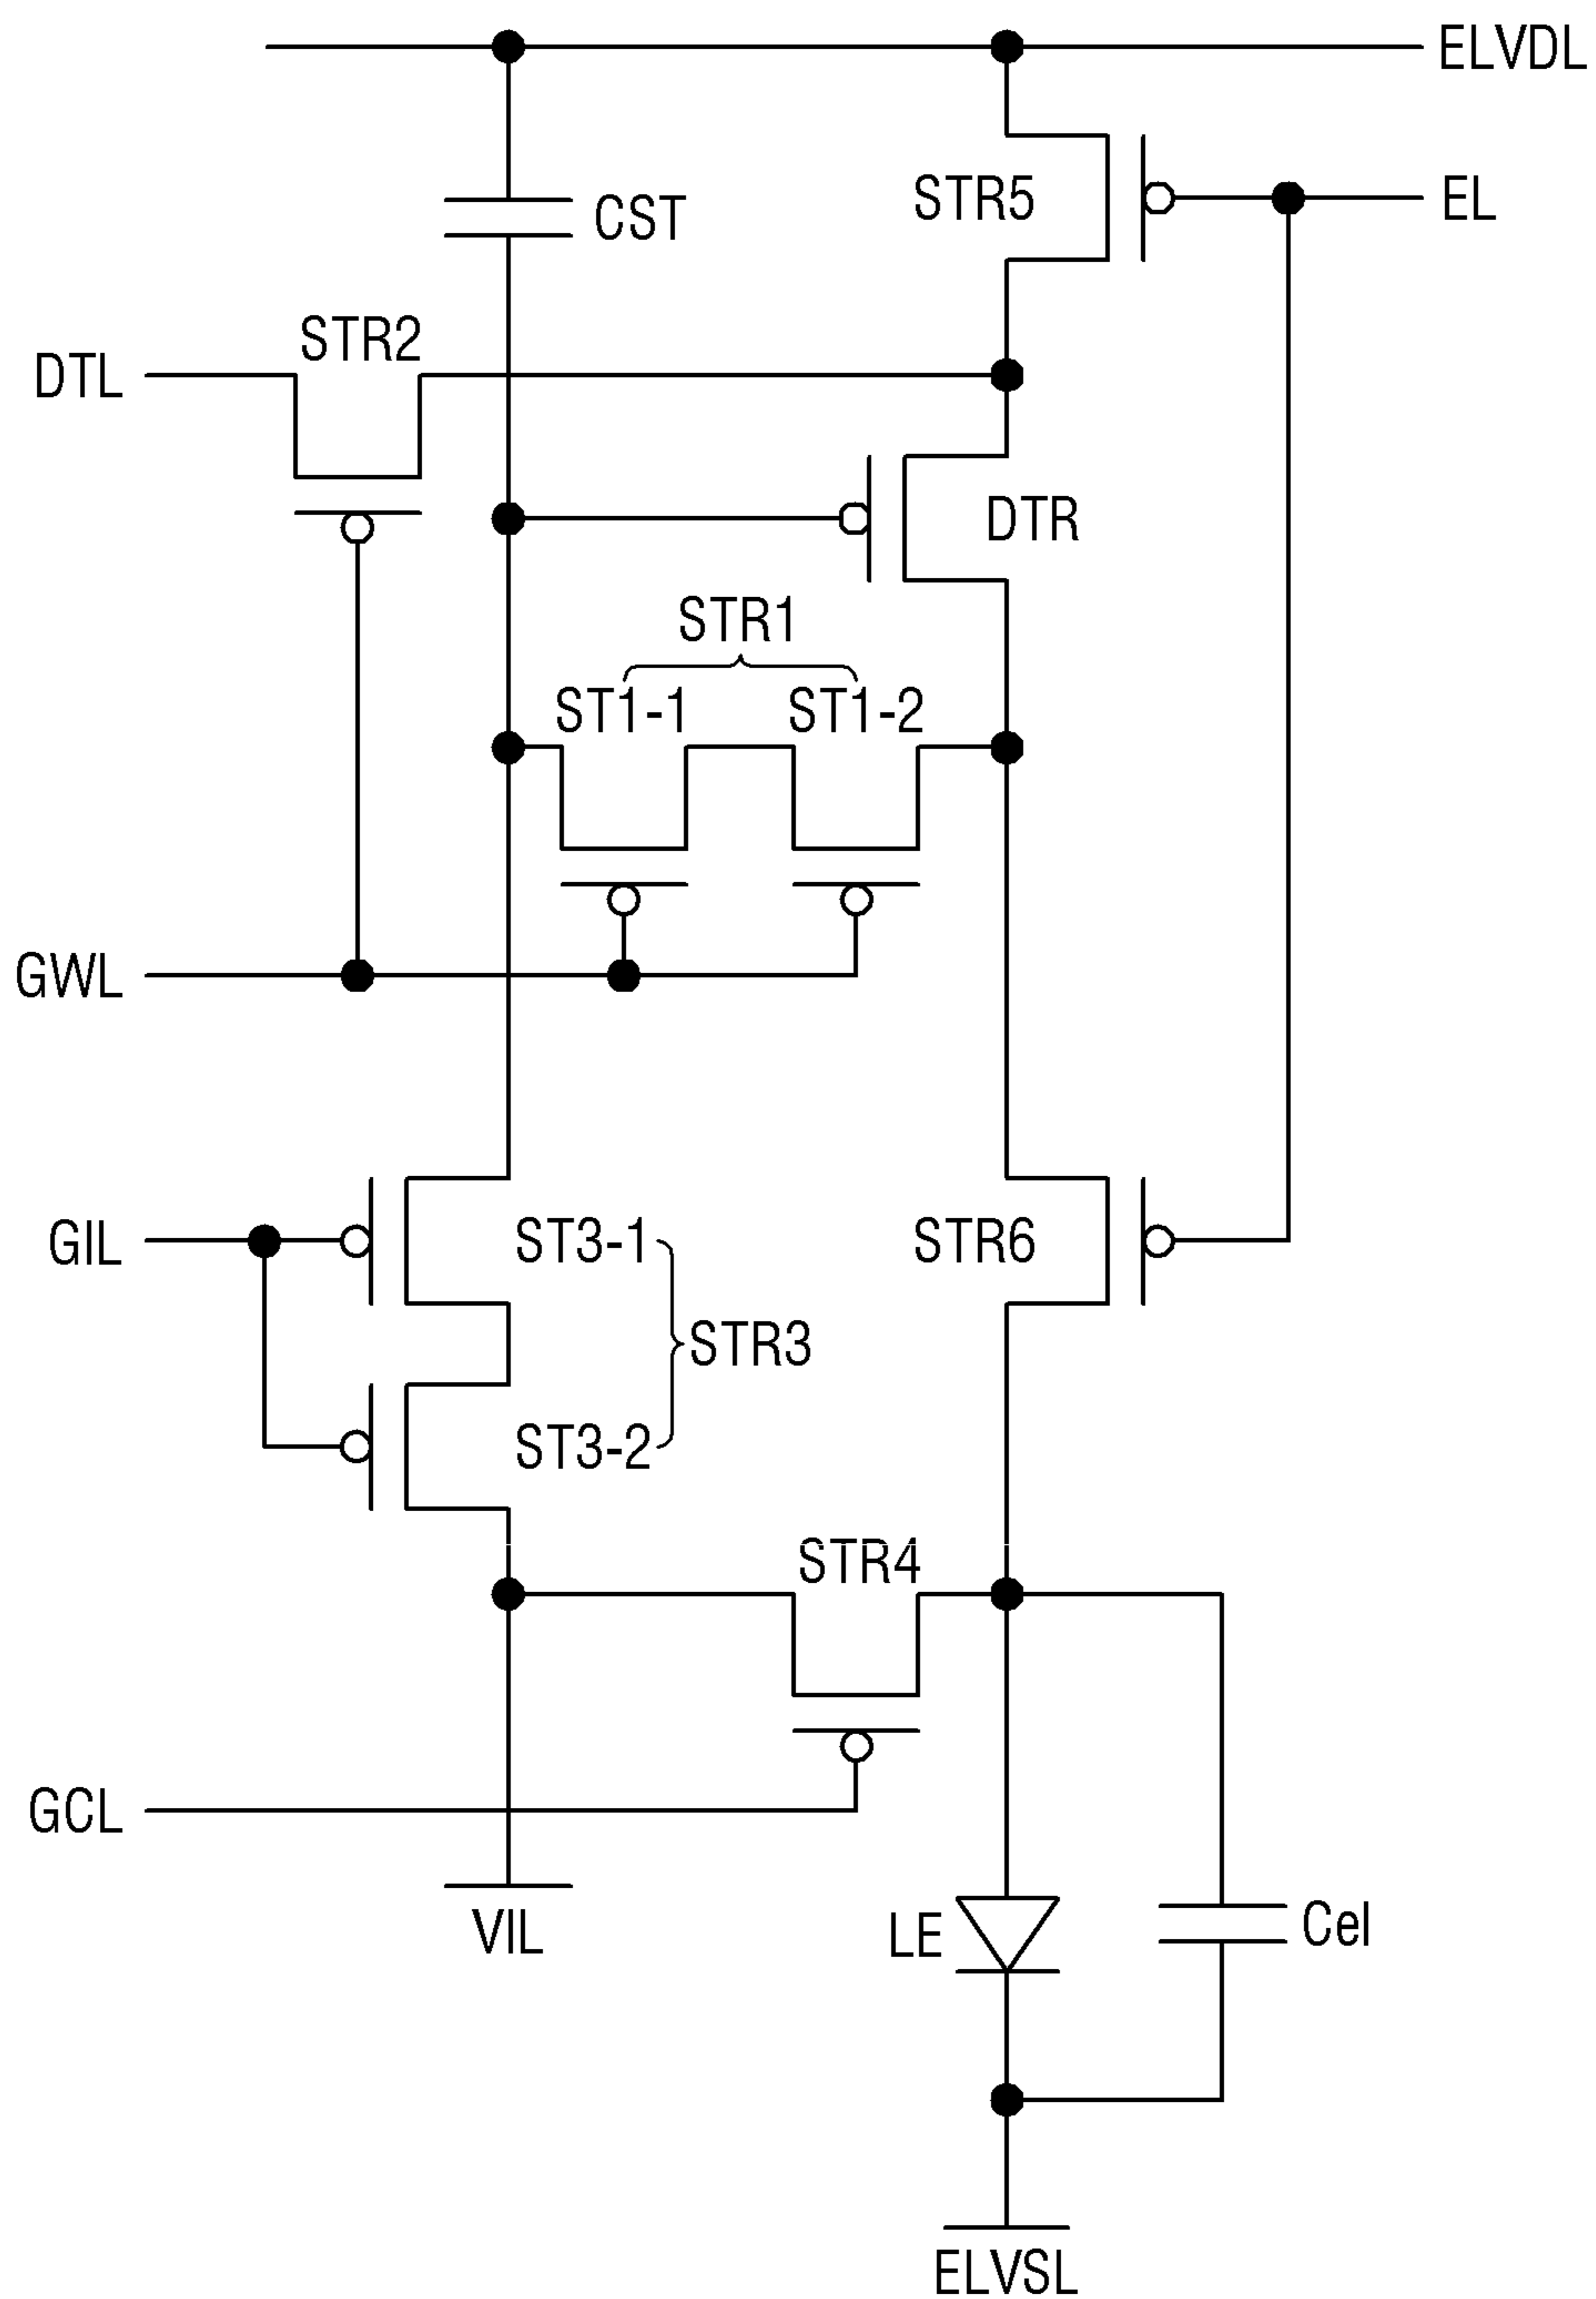 ELVDL
STR5
EL
CST
STR2
DTL
DTR
STR1
ST1-1
ST1-2
GWL
GIL
ST3-1
STR6
STR3
ST3-2
STR4
GCL
VIL
LE
Cel
ELVSL